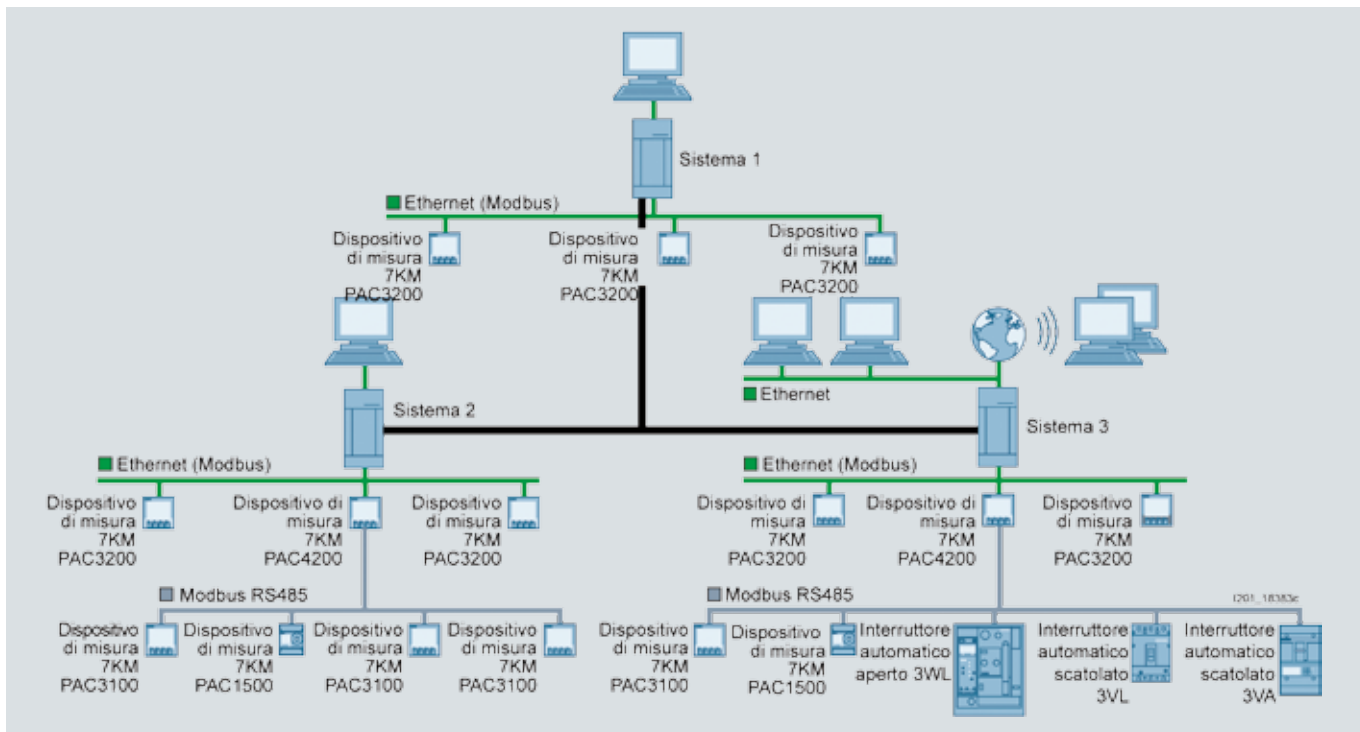 Sistema 1
Ethernet (Modbus)
Dispositivo
di misura
7KM
PAC3200
Dispositivo
di misura
7KM
PAC3200
Dispositivo
di misura
7KM
PAC3200
Ethernet
Sistema 2
Sistema 3
Ethernet (Modbus)
Dispositivo
di misura
7KM
PAC3200
Dispositivo di
misura
7KM
PAC4200
Dispositivo
di misura
7KM
PAC3200
Ethernet (Modbus)
Dispositivo di
misura
7KM
PAC3200
Dispositivo di
misura
7KM
PAC4200
Dispositivo
di misura
7KM
PAC3200
Modbus RS485
Dispositivo
di misura
7KM
PAC3100
Dispositivo
di misura
7KM
PAC1500
Dispositivo
di misura
7KM
PAC3100
Dispositivo
di misura
7KM
PAC3100
Modbus RS485
I201_18383c
Dispositivo
di misura
7KM
PAC3100
Dispositivo
di misura
7KM
PAC1500
Interruttore
automatico
aperto 3WL
Interruttore
automatico
scatolato
3VL
Interruttore
automatico
scatolato
3VA